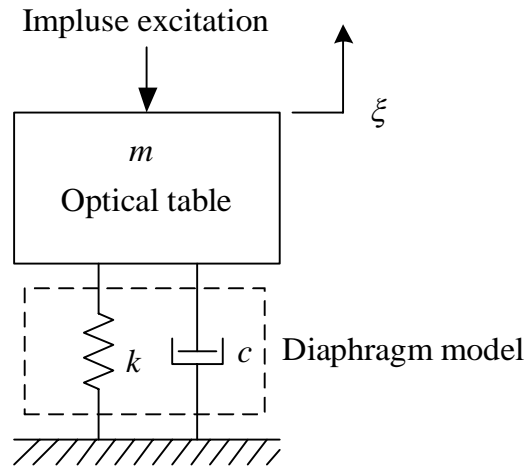 Impluse excitation
ξ
m
Optical table
k
c
Diaphragm model